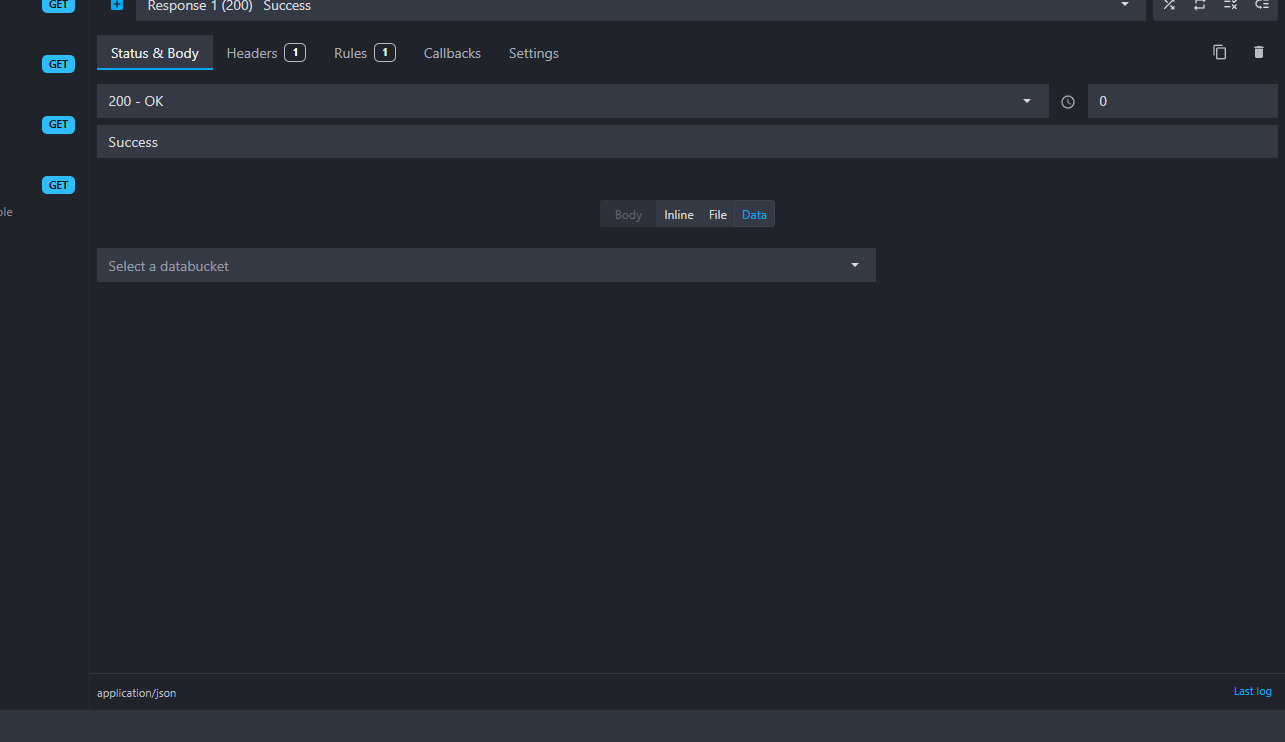 GET
Response 1 (200) Success
Status & Body Headers 1 Rules 1 Callbacks Settings
GET
200 - OK 0
GET
Success
GET
ole
Body Inline File Data
Select a databucket
application/json Last log